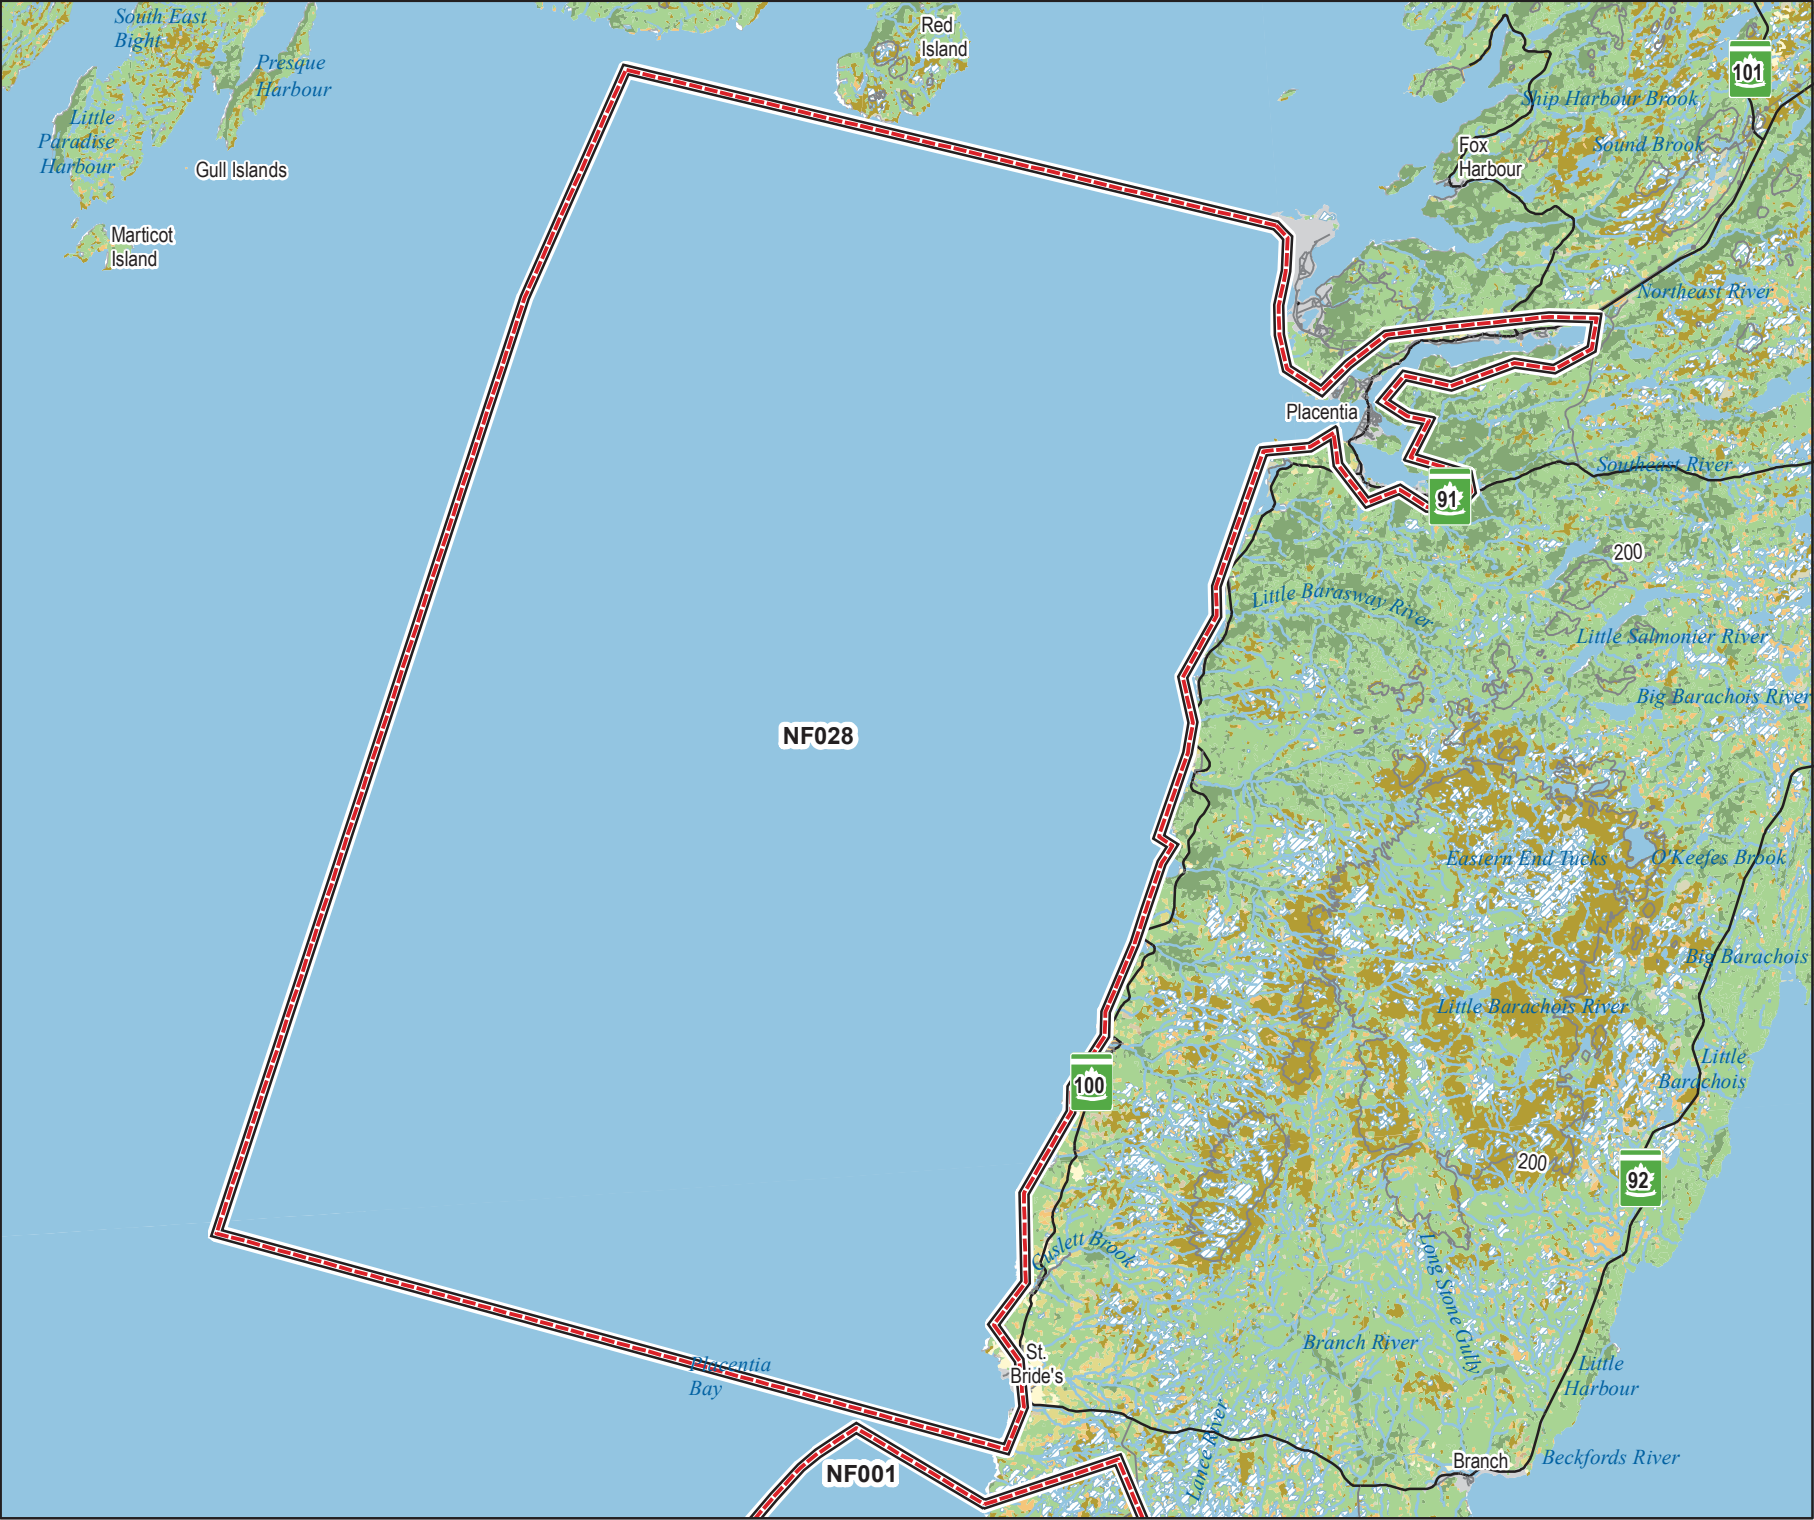 South East
Bight
Presque
Harbour
Little
Paradise
Harbour
Gull Islands
Marticot
Island
Red
Island
101
Ship Harbour Brook
Sound Brook
Fox
Harbour
Northeast River
Placentia
Southeast River
91
200
Little Barasway River
Little Salmonier River
Big Barachois River
NF028
Eastern End Tucks
O'Keefes Brook
Big Barachois
Little Barachois River
Little
Barachois
100
200
92
Cuslett Brook
Long Stone Gully
Branch River
St.
Bride's
Placentia
Bay
Little
Harbour
Lance River
NF001
Branch
Beckfords River